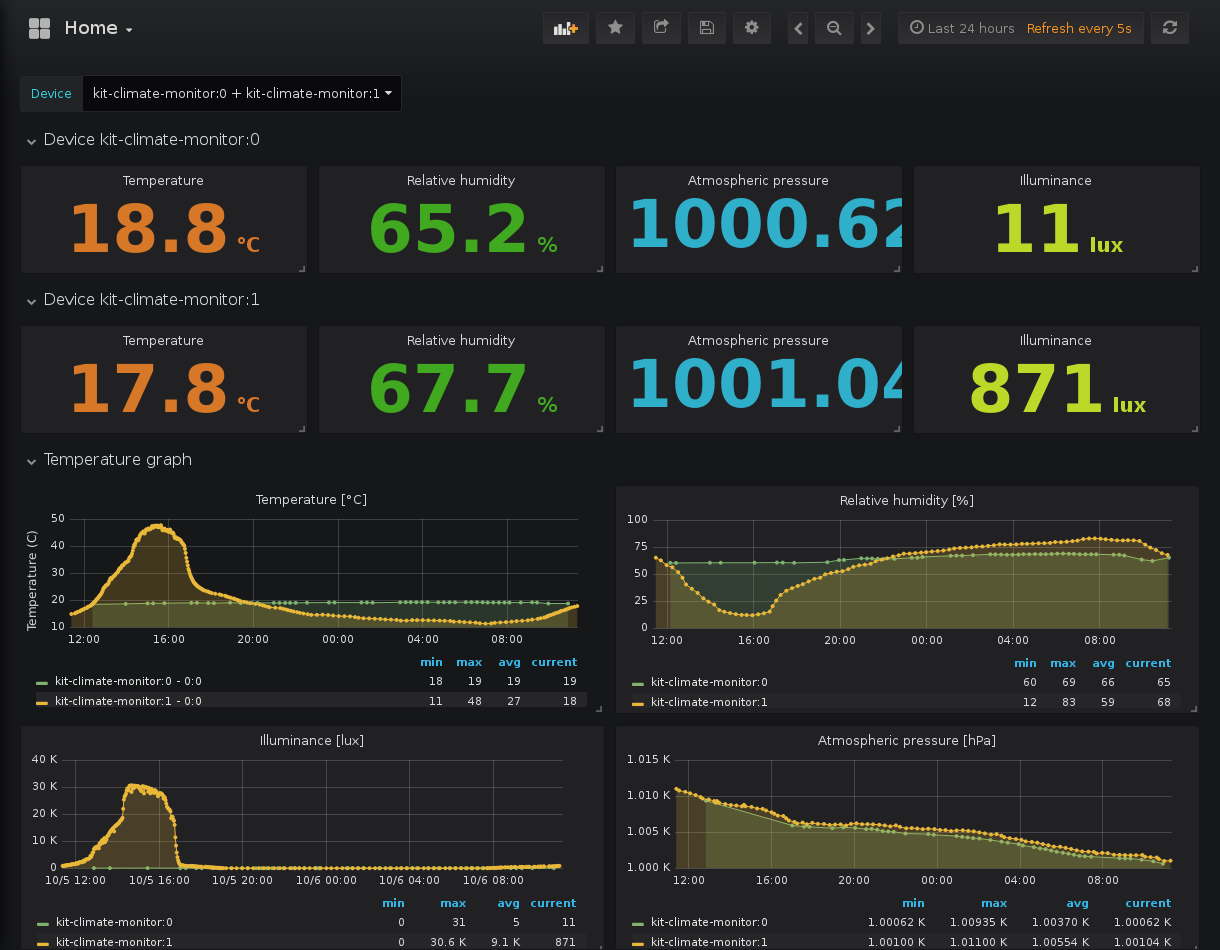 Home
Last 24 hours Refresh every 5s
Device kit-climate-monitor:0 + kit-climate-monitor:1
Device kit-climate-monitor:0
Temperature Relative humidity Atmospheric pressure Illuminance
18.8 °C 65.2 % 1000.62 11 lux
Device kit-climate-monitor:1
Temperature Relative humidity Atmospheric pressure Illuminance
17.8 °C 67.7 % 1001.04 871 lux
Temperature graph
Temperature [°C]
Temperature (C)
50
40
30
20
10
12:00 16:00 20:00 00:00 04:00 08:00
min max avg current
kit-climate-monitor:0 - 0:0 18 19 19 19
kit-climate-monitor:1 - 0:0 11 48 27 18
Relative humidity [%]
100
75
50
25
0
12:00 16:00 20:00 00:00 04:00 08:00
min max avg current
kit-climate-monitor:0 60 69 66 65
kit-climate-monitor:1 12 83 59 68
Illuminance [lux]
40 K
30 K
20 K
10 K
0
10/5 12:00 10/5 16:00 10/5 20:00 10/6 00:00 10/6 04:00 10/6 08:00
min max avg current
kit-climate-monitor:0 0 31 5 11
kit-climate-monitor:1 0 30.6 K 9.1 K 871
Atmospheric pressure [hPa]
1.015 K
1.010 K
1.005 K
1.000 K
12:00 16:00 20:00 00:00 04:00 08:00
min max avg current
kit-climate-monitor:0 1.00062 K 1.00935 K 1.00370 K 1.00062 K
kit-climate-monitor:1 1.00100 K 1.01100 K 1.00554 K 1.00104 K